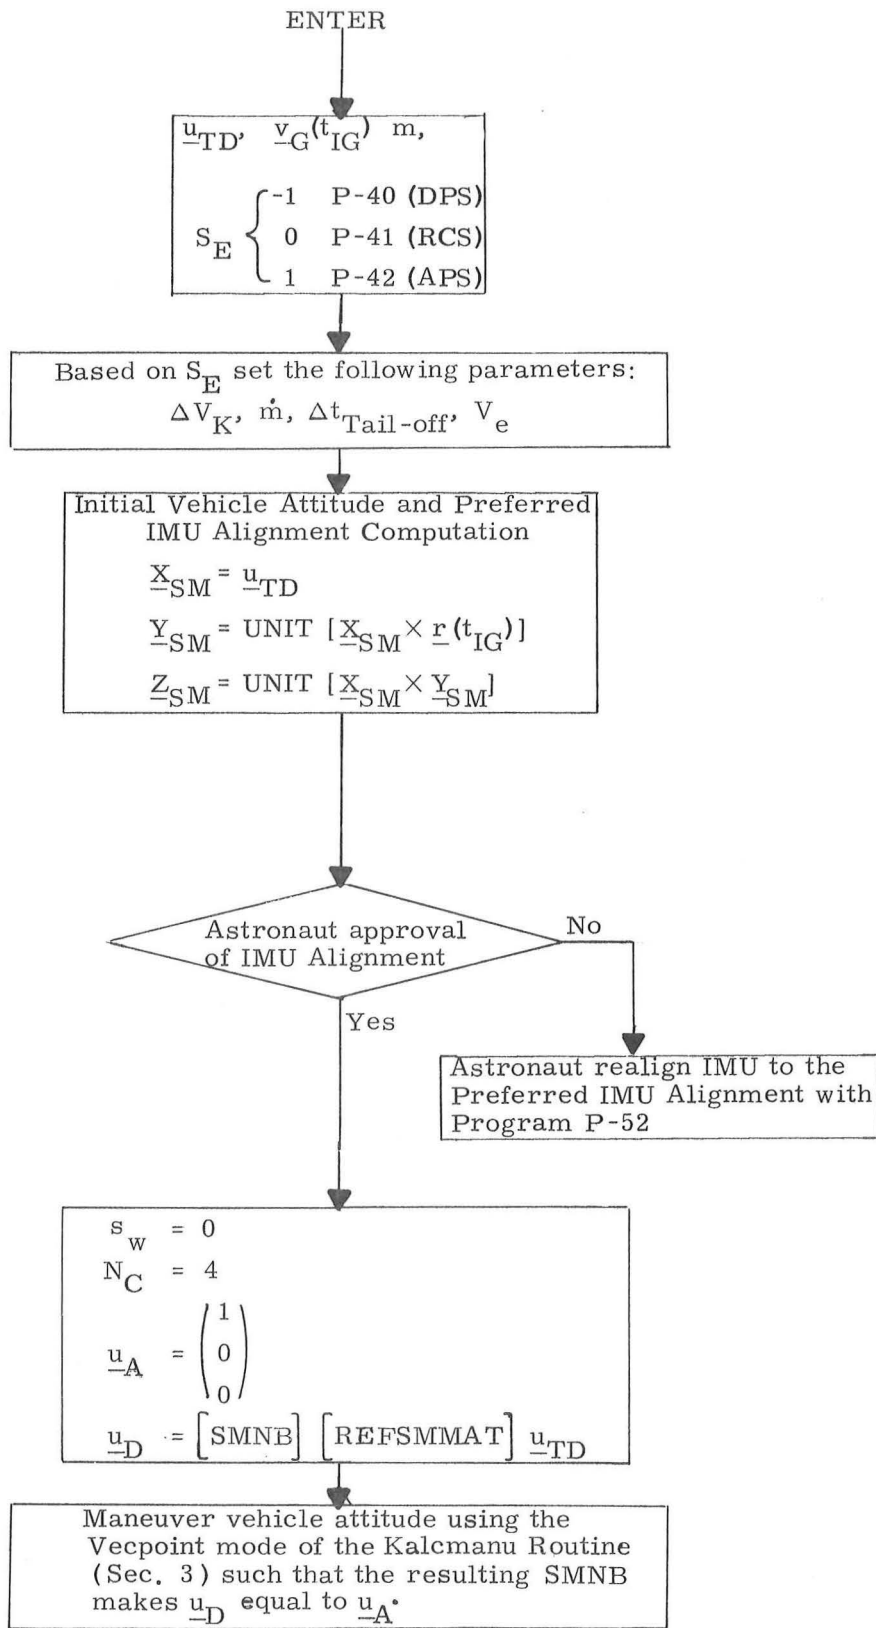 ENTER
u_TD, v_G(t_IG) m,
-1 P-40 (DPS)
S_E { 0 P-41 (RCS)
1 P-42 (APS)
Based on S_E set the following parameters:
ΔV_K, ṁ, Δt_Tail-off, V_e
Initial Vehicle Attitude and Preferred
IMU Alignment Computation
X_SM = u_TD
Y_SM = UNIT [X_SM × r(t_IG)]
Z_SM = UNIT [X_SM × Y_SM]
Astronaut approval
of IMU Alignment
No
Yes
Astronaut realign IMU to the
Preferred IMU Alignment with
Program P-52
s_w = 0
N_C = 4
1
u_A = 0
0
u_D = [SMNB] [REFSMMAT] u_TD
Maneuver vehicle attitude using the
Vecpoint mode of the Kalcmanu Routine
(Sec. 3) such that the resulting SMNB
makes u_D equal to u_A.